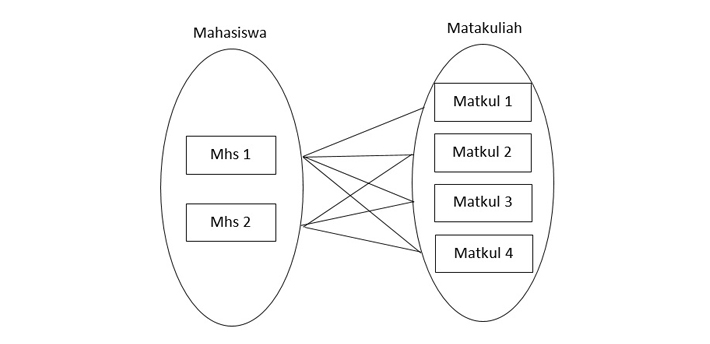 Mahasiswa
Matakuliah
Mhs 1
Mhs 2
Matkul 1
Matkul 2
Matkul 3
Matkul 4